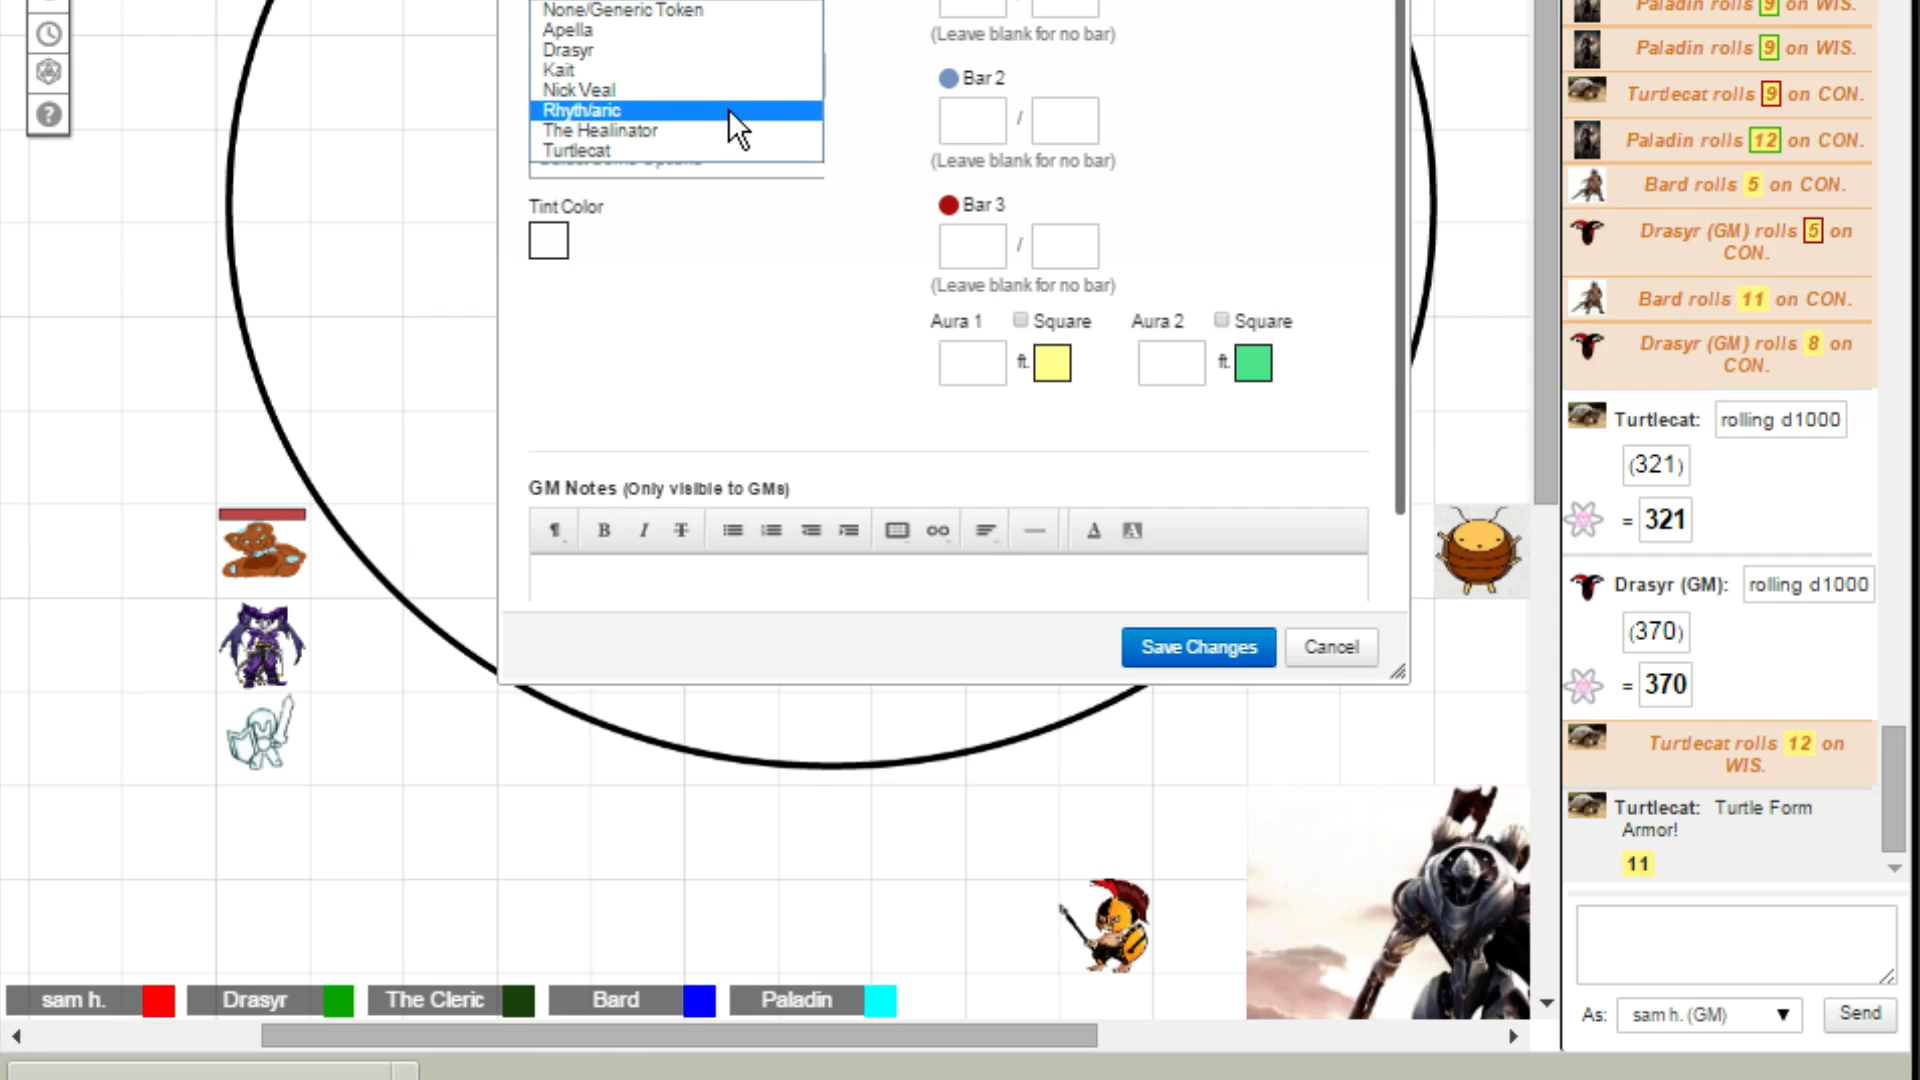 None/Generic Token
Apella
Drasyr
Kait
Nick Veal
Rhyth/aric
The Healinator
Turtlecat
Tint Color
(Leave blank for no bar)
Bar 2
/
(Leave blank for no bar)
Bar 3
/
(Leave blank for no bar)
Aura 1 Square Aura 2 Square
ft. ft.
GM Notes (Only visible to GMs)
Save Changes Cancel
Paladin rolls 9 on WIS.
Paladin rolls 9 on WIS.
Turtlecat rolls 9 on CON.
Paladin rolls 12 on CON.
Bard rolls 5 on CON.
Drasyr (GM) rolls 5 on
CON.
Bard rolls 11 on CON.
Drasyr (GM) rolls 8 on
CON.
Turtlecat: rolling d1000
(321)
= 321
Drasyr (GM): rolling d1000
(370)
= 370
Turtlecat rolls 12 on
WIS.
Turtlecat: Turtle Form
Armor!
11
As: sam h. (GM) Send
sam h. Drasyr The Cleric Bard Paladin